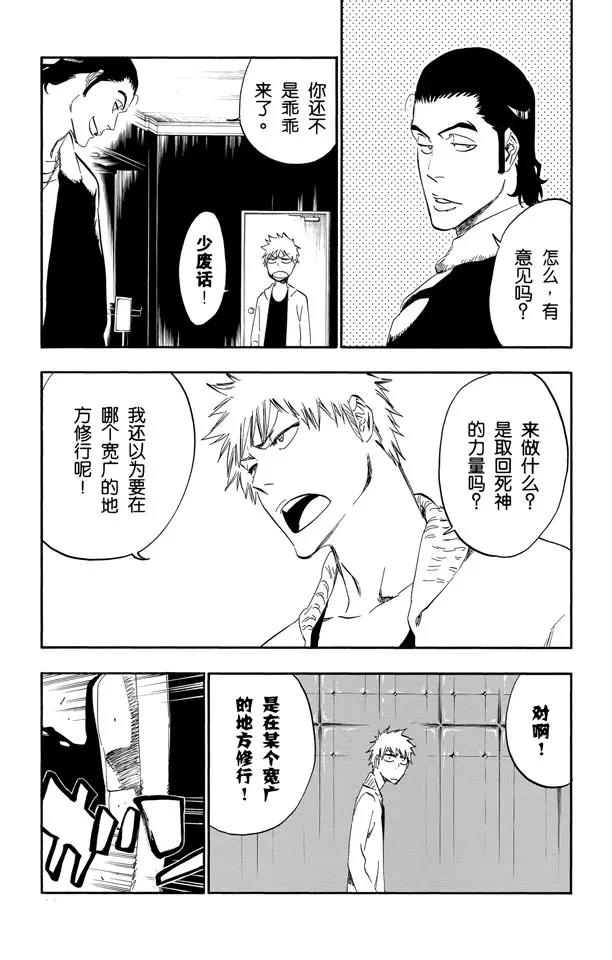 怎么，有
意见吗？
你还不
是乖乖
来了。
少废话！
来做什么？
是取回死神
的力量吗？
我还以为要在
哪个宽广的地
方修行呢！
对啊！
是在某个宽广
的地方修行！